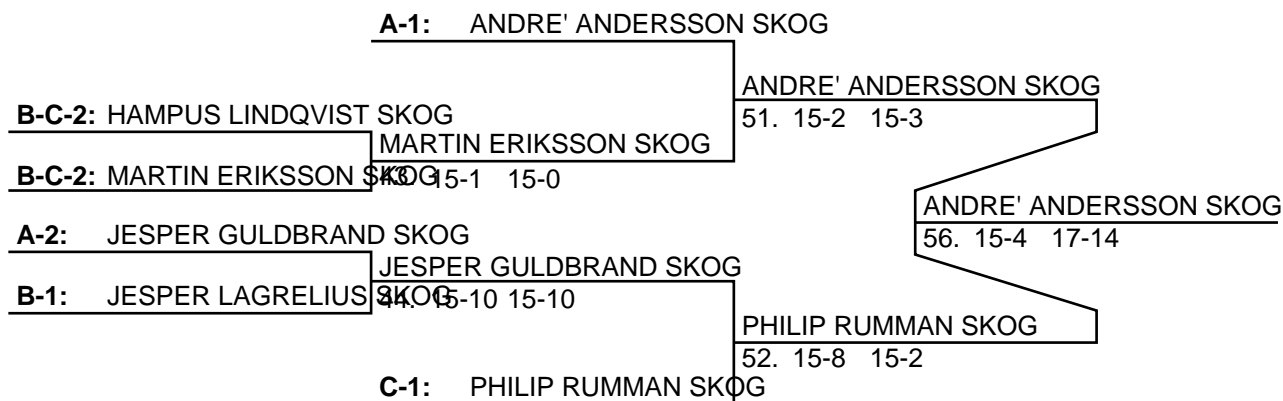 A-1: ANDRE' ANDERSSON SKOG
ANDRE' ANDERSSON SKOG
B-C-2: HAMPUS LINDQVIST SKOG
51. 15-2 15-3
MARTIN ERIKSSON SKOG
B-C-2: MARTIN ERIKSSON SKOG
43. 15-1 15-0
ANDRE' ANDERSSON SKOG
A-2: JESPER GULDBRAND SKOG
56. 15-4 17-14
JESPER GULDBRAND SKOG
B-1: JESPER LAGRELIUS SKOG
44. 15-10 15-10
PHILIP RUMMAN SKOG
52. 15-8 15-2
C-1: PHILIP RUMMAN SKOG